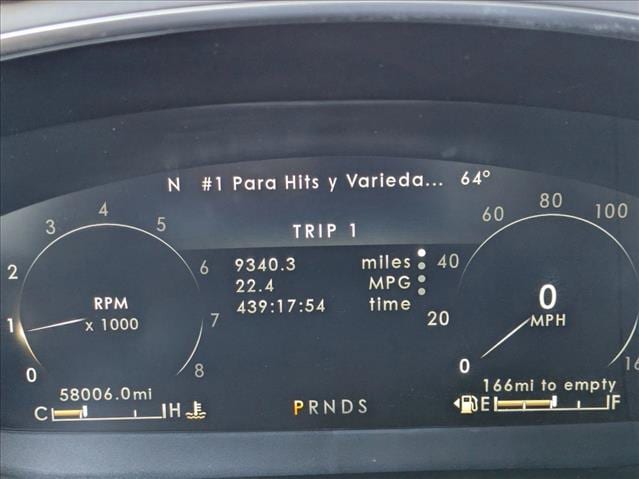 N #1 Para Hits y Varieda... 64°
TRIP 1
9340.3 miles
22.4 MPG
439:17:54 time
0 1 2 3 4 5 6 7 8
RPM
x 1000
0 20 40 60 80 100
0
MPH
58006.0mi
C H
PRNDS
166mi to empty
E F